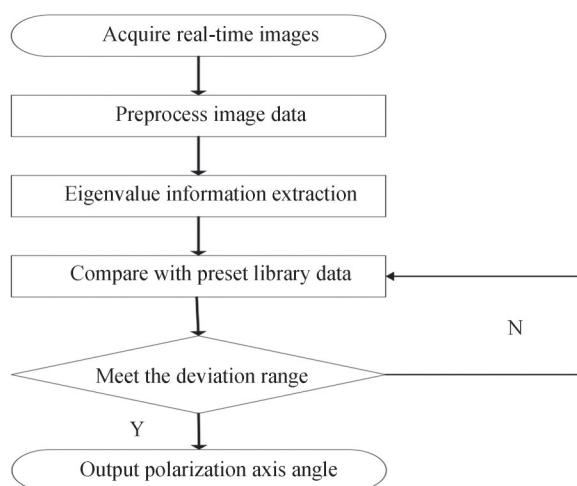 Acquire real-time images
Preprocess image data
Eigenvalue information extraction
Compare with preset library data
N
Meet the deviation range
Y
Output polarization axis angle